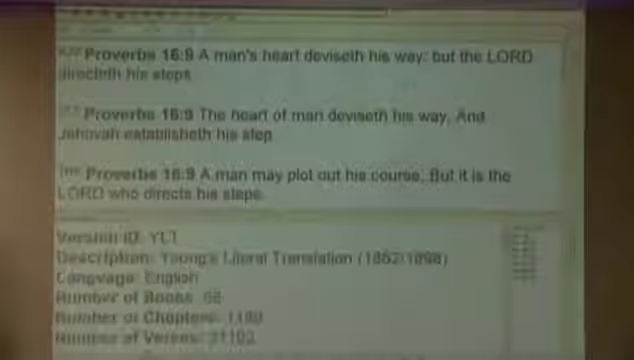 Proverbs 16:9 A man's heart deviseth his way: but the LORD
directeth his steps
Proverbs 16:9 The heart of man deviseth his way, And
Jehovah establisheth his step
Proverbs 16:9 A man may plot out his course, But it is the
LORD who directs his steps.
Version ID: YLT
Description: Young's Literal Translation (1862/1898)
Language: English
Number of Books: 66
Number of Chapters: 1189
Number of Verses: 31102